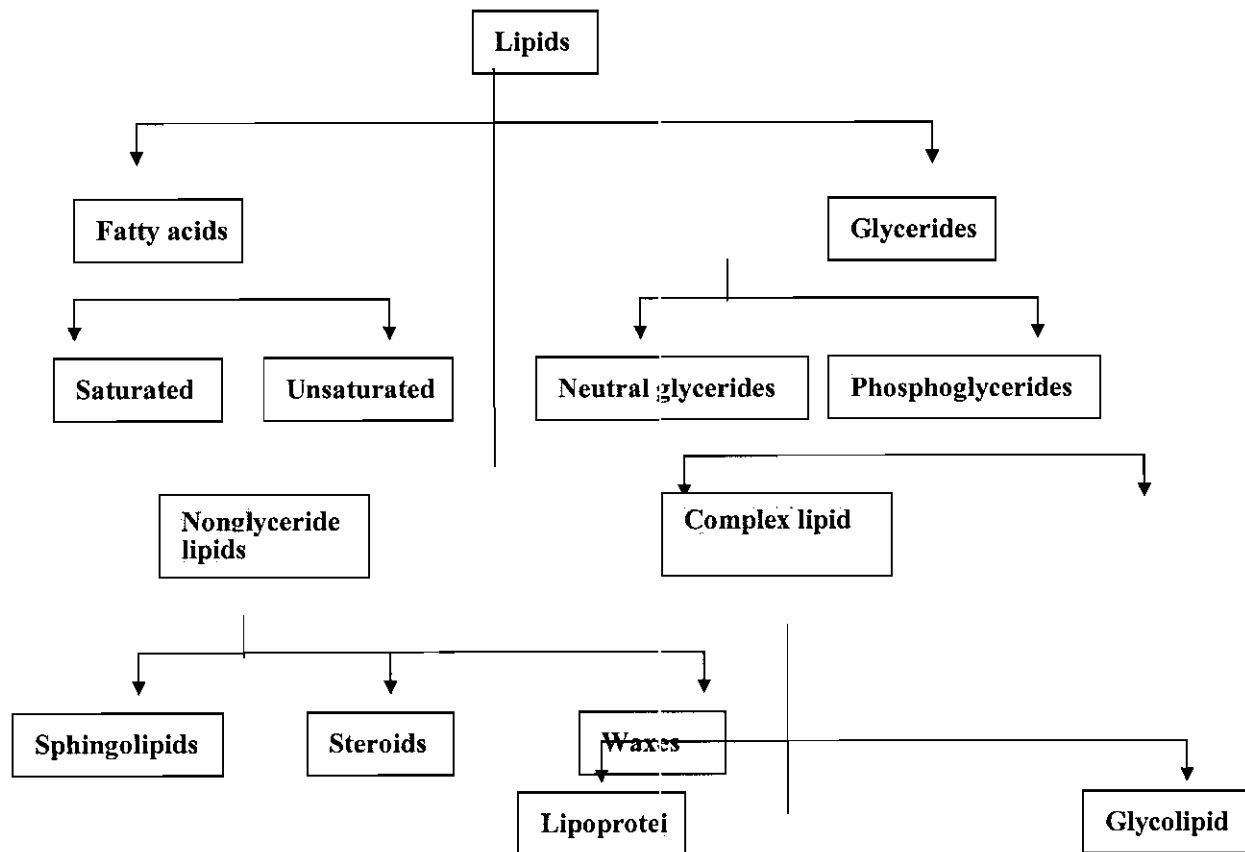 Lipids
Fatty acids
Glycerides
Saturated
Unsaturated
Neutral glycerides
Phosphoglycerides
Nonglyceride
lipids
Complex lipid
Sphingolipids
Steroids
Waxes
Lipoprotei
Glycolipid